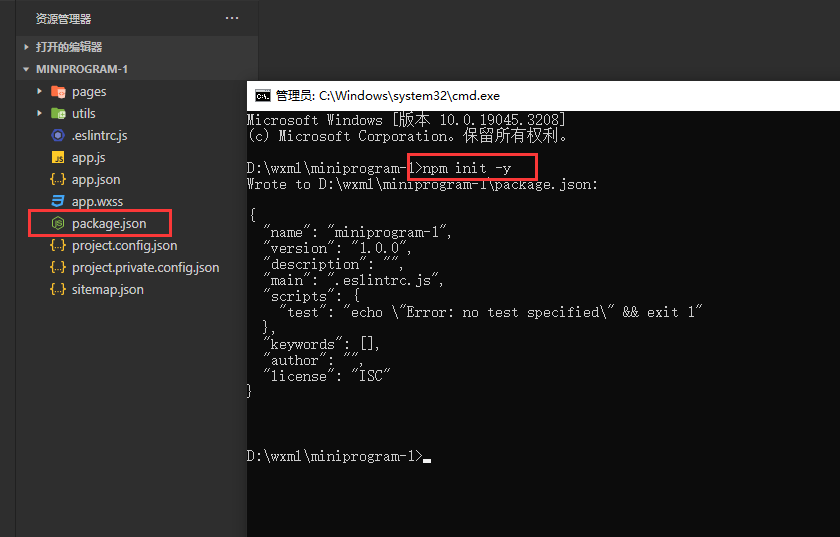 资源管理器
打开的编辑器
MINIPROGRAM-1
pages
utils
.eslintrc.js
app.js
app.json
app.wxss
package.json
project.config.json
project.private.config.json
sitemap.json
管理员: C:\Windows\system32\cmd.exe
Microsoft Windows [版本 10.0.19045.3208]
(c) Microsoft Corporation。保留所有权利。
D:\wxml\miniprogram-1>npm init -y
Wrote to D:\wxml\miniprogram-1\package.json:
{
"name": "miniprogram-1",
"version": "1.0.0",
"description": "",
"main": ".eslintrc.js",
"scripts": {
"test": "echo \"Error: no test specified\" && exit 1"
},
"keywords": [],
"author": "",
"license": "ISC"
}
D:\wxml\miniprogram-1>